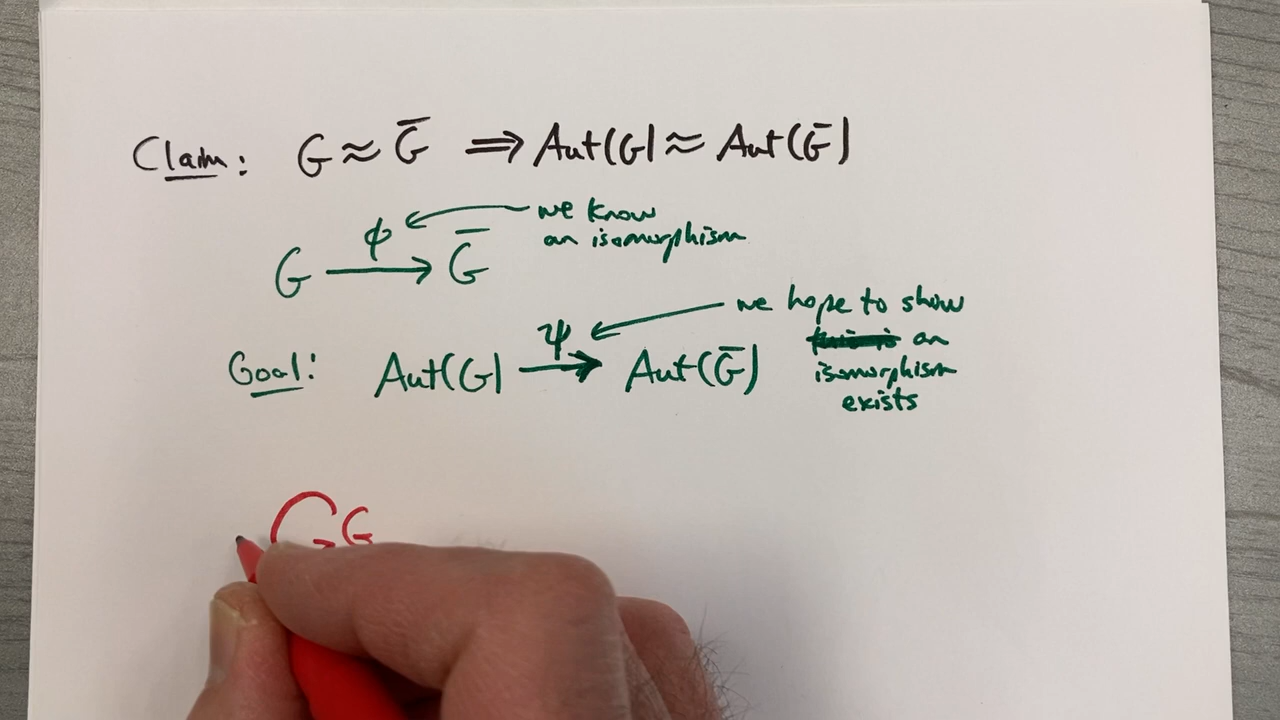 Claim: G ≈ Ḡ ⇒ Aut(G) ≈ Aut(Ḡ)
G ⟶ Ḡ
ϕ
we know
an isomorphism
Goal! Aut(G) ⟶ Aut(Ḡ)
ψ
we hope to show
an
isomorphism
exists
G